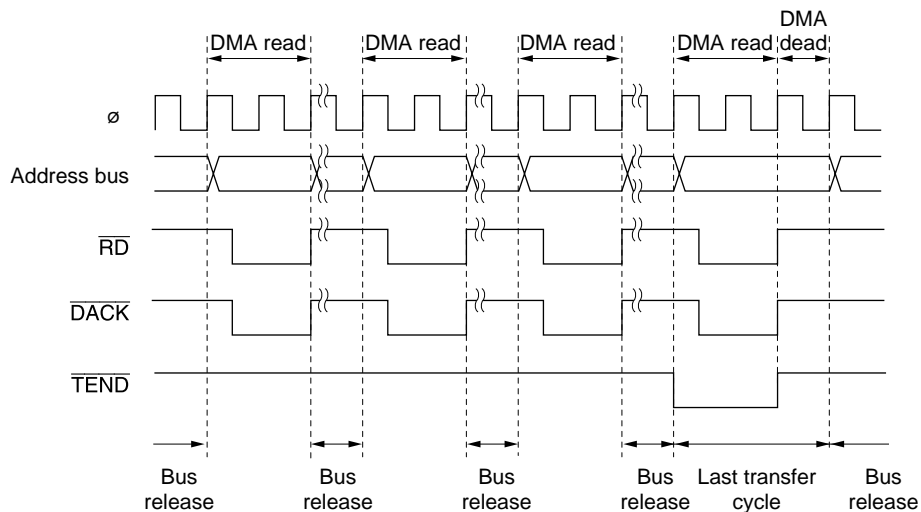 DMA read
DMA read
DMA read
DMA read
DMA
dead
ø
Address bus
RD
DACK
TEND
Bus
release
Bus
release
Bus
release
Bus
release
Last transfer
cycle
Bus
release